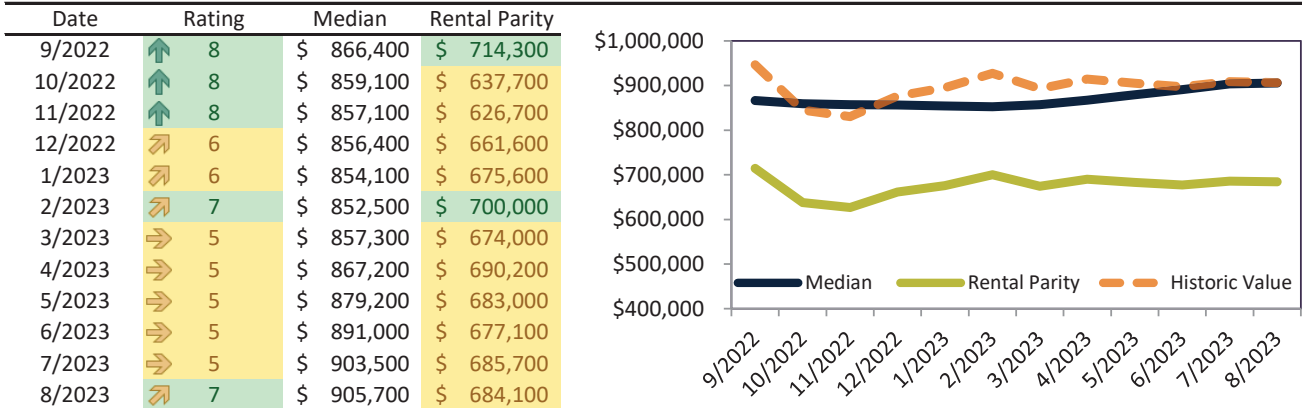 Date Rating Median Rental Parity
9/2022 8 $ 866,400 $ 714,300
10/2022 8 $ 859,100 $ 637,700
11/2022 8 $ 857,100 $ 626,700
12/2022 6 $ 856,400 $ 661,600
1/2023 6 $ 854,100 $ 675,600
2/2023 7 $ 852,500 $ 700,000
3/2023 5 $ 857,300 $ 674,000
4/2023 5 $ 867,200 $ 690,200
5/2023 5 $ 879,200 $ 683,000
6/2023 5 $ 891,000 $ 677,100
7/2023 5 $ 903,500 $ 685,700
8/2023 7 $ 905,700 $ 684,100
$1,000,000
$900,000
$800,000
$700,000
$600,000
$500,000
$400,000
Median Rental Parity Historic Value
9/2022 10/2022 11/2022 12/2022 1/2023 2/2023 3/2023 4/2023 5/2023 6/2023 7/2023 8/2023